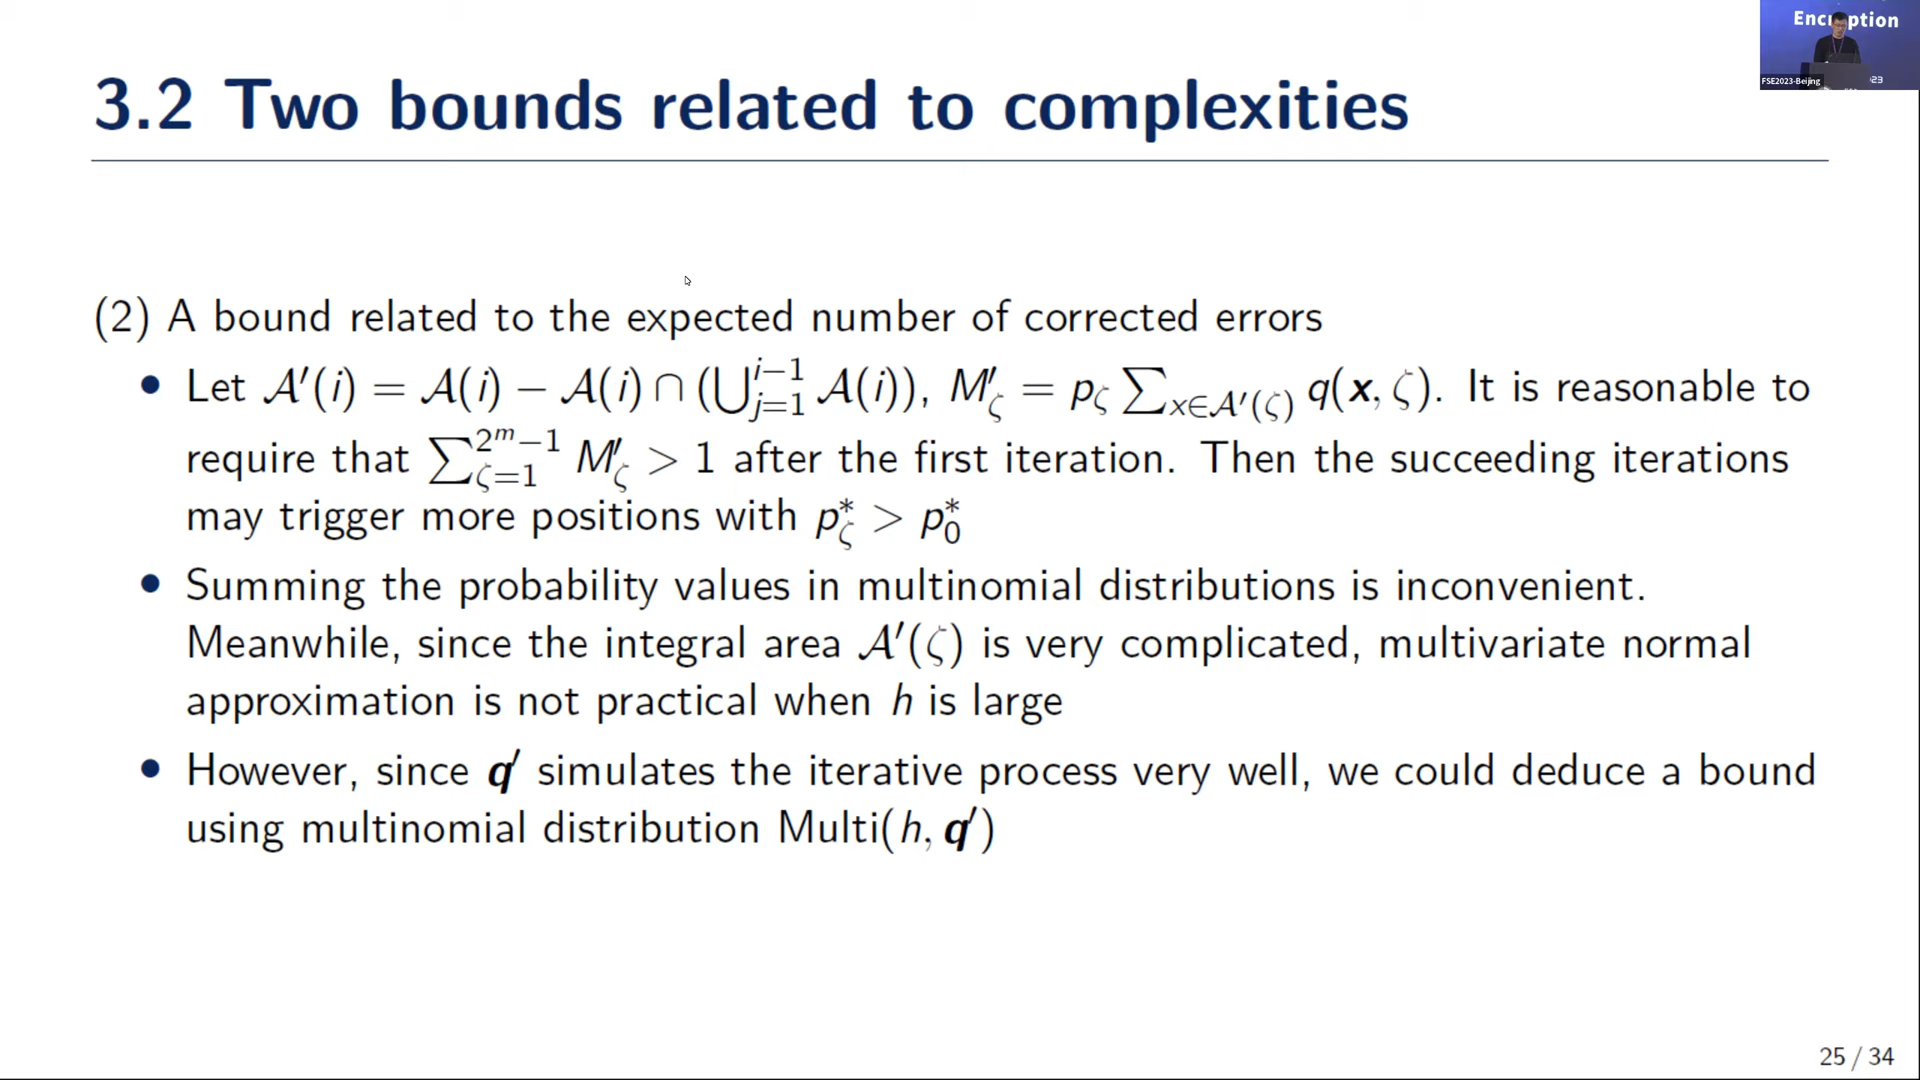 Encryption
FSE2023-Beijing
23
3.2 Two bounds related to complexities
(2) A bound related to the expected number of corrected errors
• Let 𝒜′(i) = 𝒜(i) − 𝒜(i) ∩ (⋃_{j=1}^{i−1} 𝒜(i)), M′_ζ = p_ζ ∑_{x∈𝒜′(ζ)} q(x, ζ). It is reasonable to
require that ∑_{ζ=1}^{2^m−1} M′_ζ > 1 after the first iteration. Then the succeeding iterations
may trigger more positions with p*_ζ > p*_0
• Summing the probability values in multinomial distributions is inconvenient.
Meanwhile, since the integral area 𝒜′(ζ) is very complicated, multivariate normal
approximation is not practical when h is large
• However, since q′ simulates the iterative process very well, we could deduce a bound
using multinomial distribution Multi(h, q′)
25 / 34